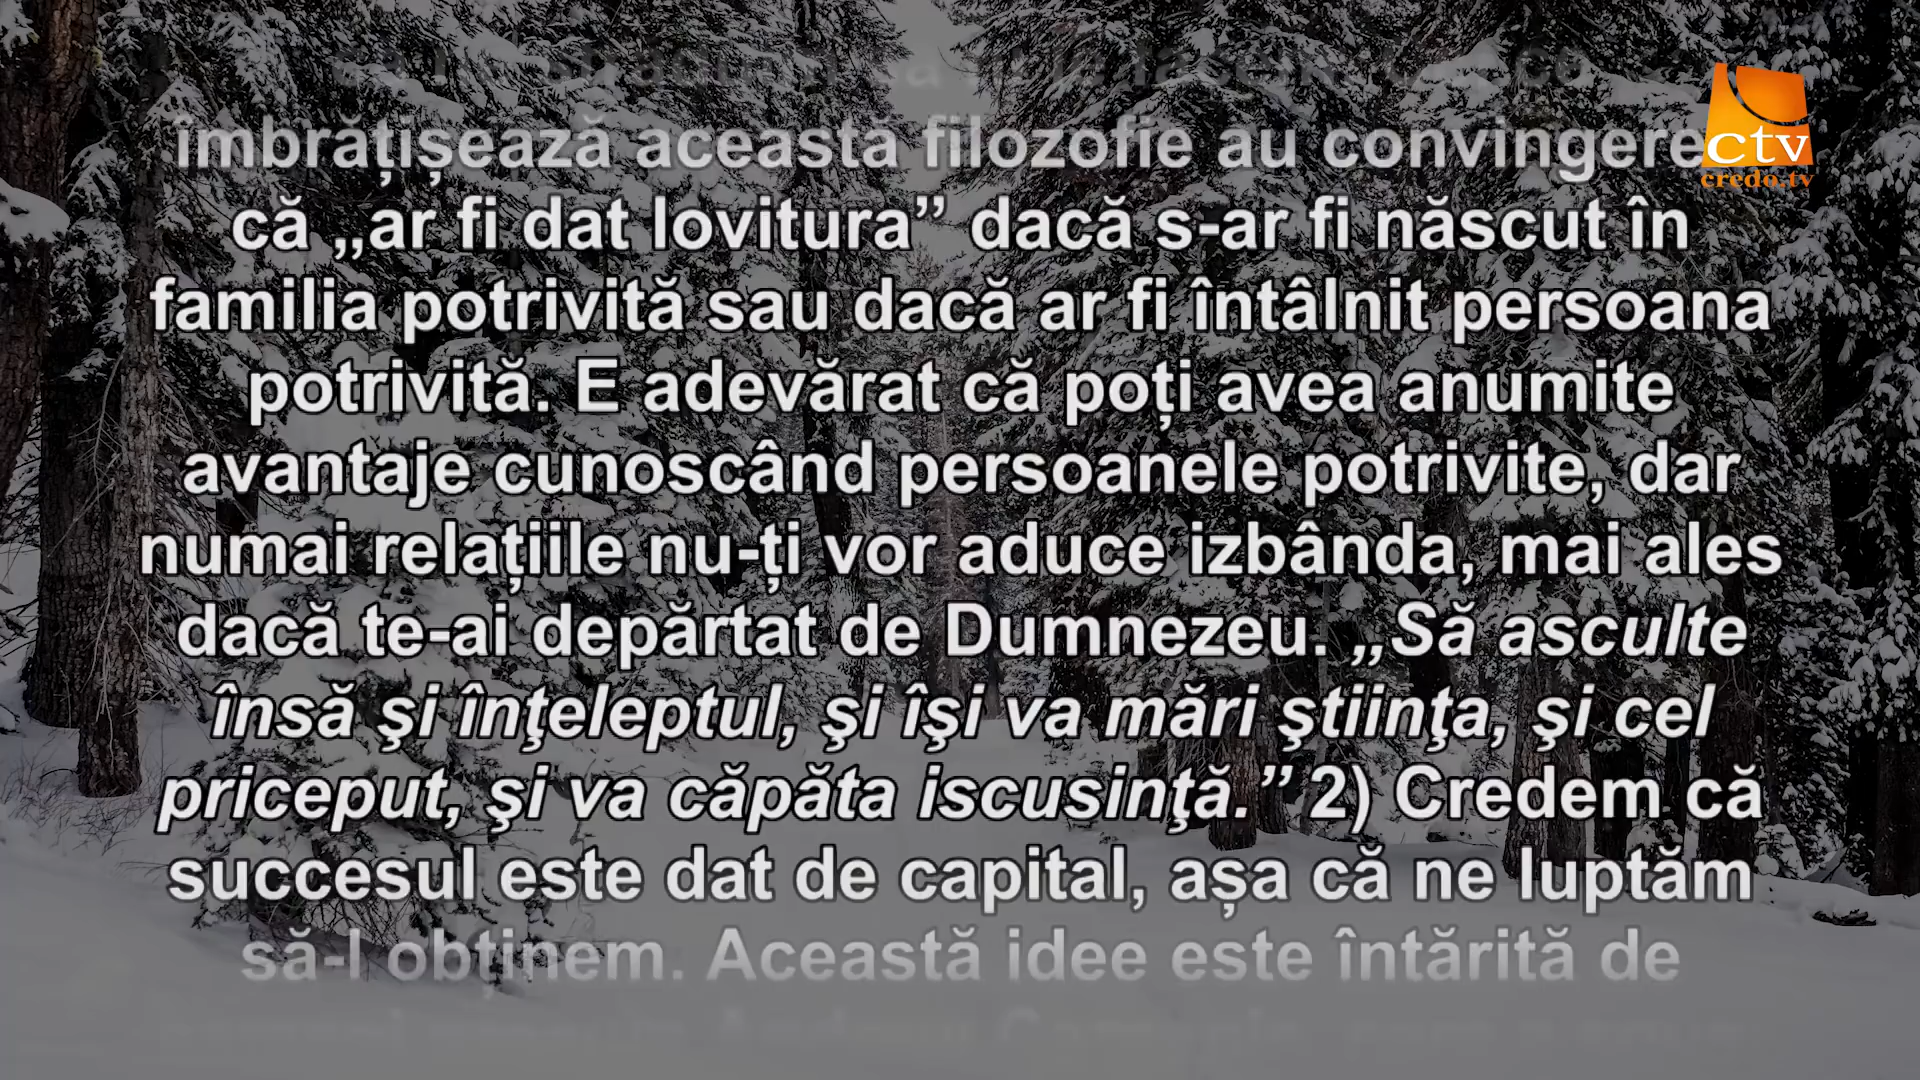 îmbrățișează această filozofie au convingerea
că „ar fi dat lovitura” dacă s-ar fi născut în
familia potrivită sau dacă ar fi întâlnit persoana
potrivită. E adevărat că poți avea anumite
avantaje cunoscând persoanele potrivite, dar
numai relațiile nu-ți vor aduce izbânda, mai ales
dacă te-ai depărtat de Dumnezeu. „Să asculte
însă şi înţeleptul, şi îşi va mări ştiinţa, şi cel
priceput, şi va căpăta iscusinţă.” 2) Credem că
succesul este dat de capital, așa că ne luptăm
să-l obținem. Această idee este întărită de
ctv
credo.tv